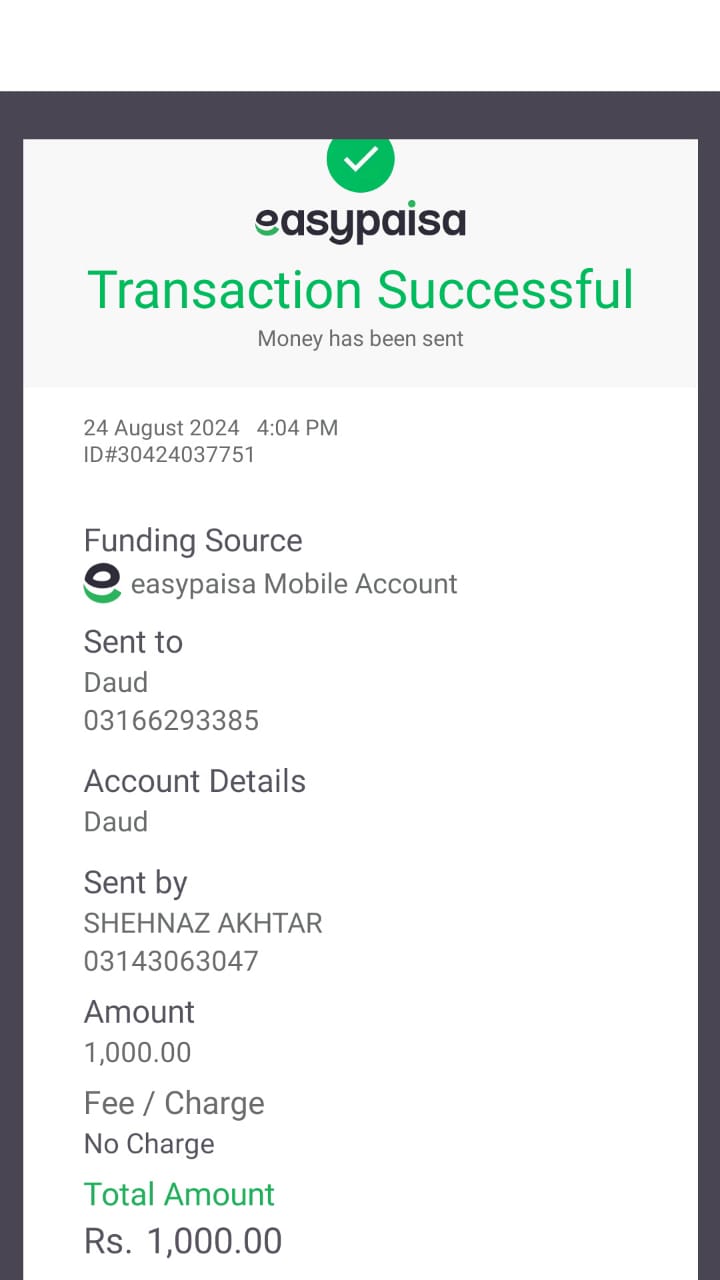 easypaisa
Transaction Successful
Money has been sent
24 August 2024 4:04 PM
ID#30424037751
Funding Source
easypaisa Mobile Account
Sent to
Daud
03166293385
Account Details
Daud
Sent by
SHEHNAZ AKHTAR
03143063047
Amount
1,000.00
Fee / Charge
No Charge
Total Amount
Rs. 1,000.00